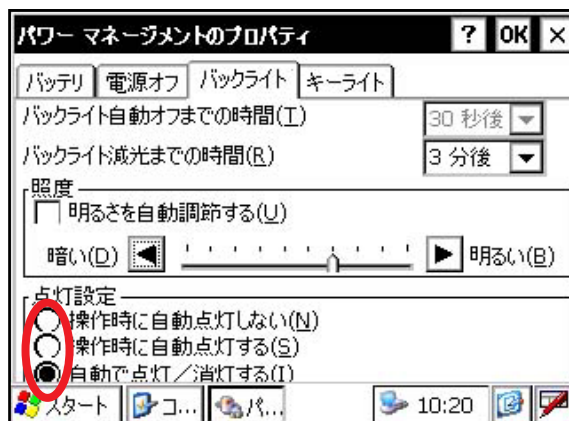 パワー マネージメントのプロパティ ? OK ×
バッテリ 電源オフ バックライト キーライト
バックライト自動オフまでの時間(T) 30 秒後
バックライト減光までの時間(R) 3 分後
照度
明るさを自動調節する(U)
暗い(D) 明るい(B)
点灯設定
操作時に自動点灯しない(N)
操作時に自動点灯する(S)
自動で点灯/消灯する(I)
スタート コ... パ... 10:20